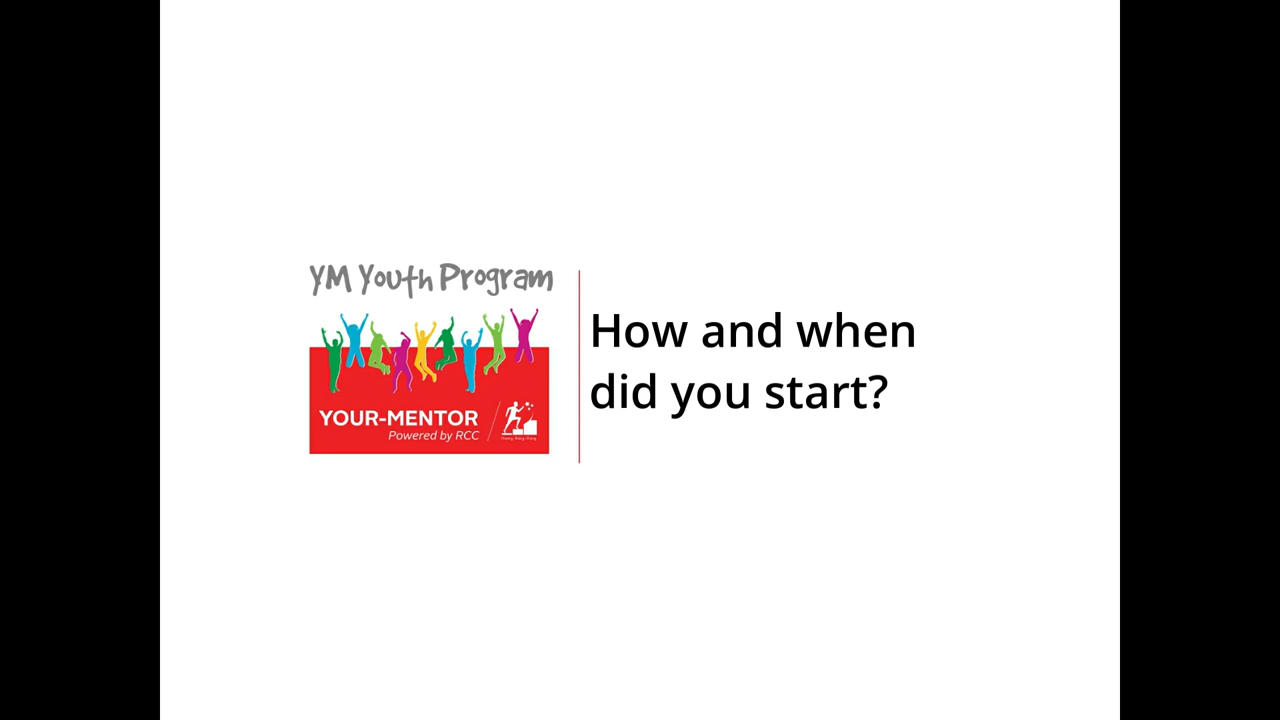 YM Youth Program
YOUR-MENTOR
Powered by RCC
How and when
did you start?